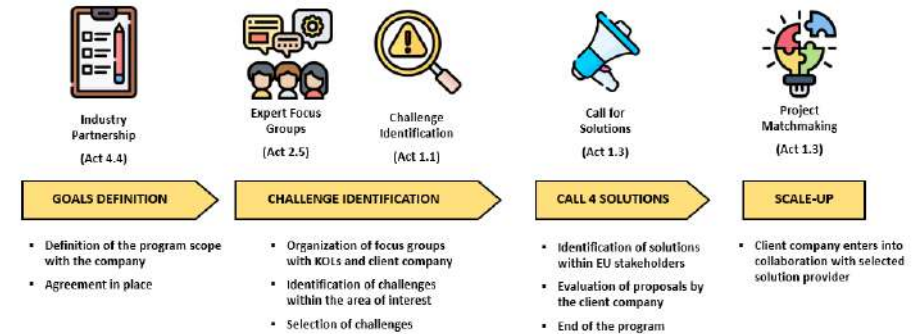 Industry
Partnership
(Act 4.4)
Expert Focus
Groups
(Act 2.5)
Challenge
Identification
(Act 1.1)
Call for
Solutions
(Act 1.3)
Project
Matchmaking
(Act 1.3)
GOALS DEFINITION
CHALLENGE IDENTIFICATION
CALL 4 SOLUTIONS
SCALE-UP
▪ Definition of the program scope
with the company
▪ Agreement in place
▪ Organization of focus groups
with KOLs and client company
▪ Identification of challenges
within the area of interest
▪ Selection of challenges
▪ Identification of solutions
within EU stakeholders
▪ Evaluation of proposals by
the client company
▪ End of the program
▪ Client company enters into
collaboration with selected
solution provider